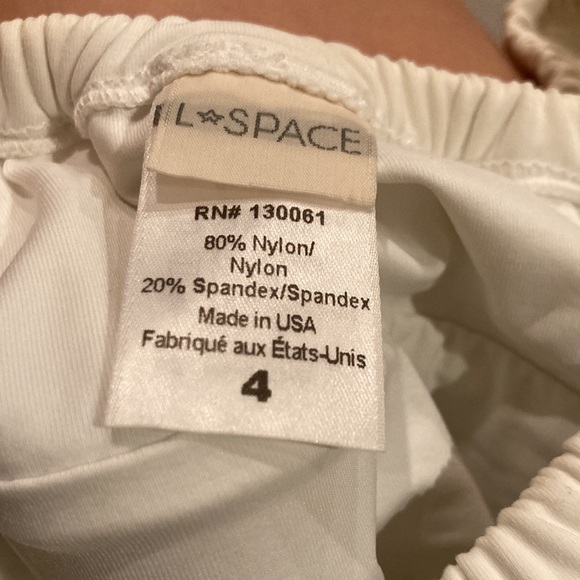 L☆SPACE
RN# 130061
80% Nylon/
Nylon
20% Spandex/Spandex
Made in USA
Fabriqué aux États-Unis
4